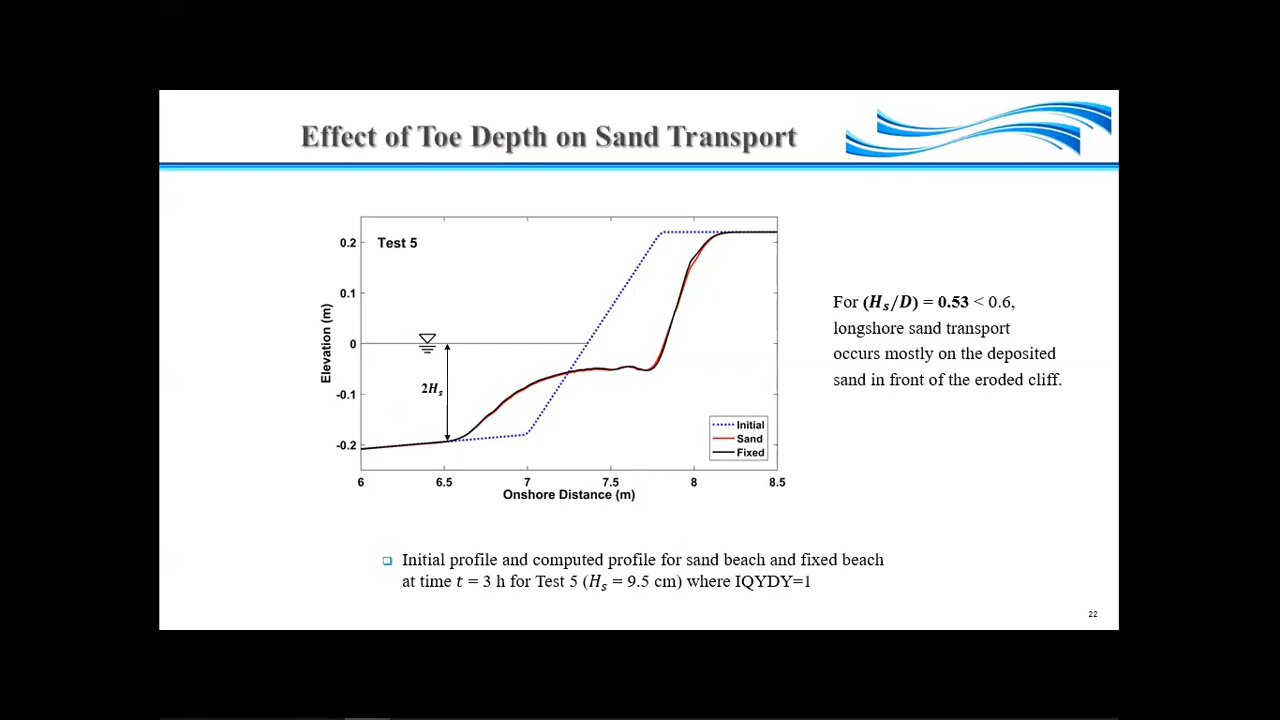 Effect of Toe Depth on Sand Transport
Test 5
0.2
0.1
0
-0.1
-0.2
Elevation (m)
2Hₛ
Initial
Sand
Fixed
6 6.5 7 7.5 8 8.5
Onshore Distance (m)
For (Hₛ/D) = 0.53 < 0.6,
longshore sand transport
occurs mostly on the deposited
sand in front of the eroded cliff.
Initial profile and computed profile for sand beach and fixed beach
at time t = 3 h for Test 5 (Hₛ = 9.5 cm) where IQYDY=1
22